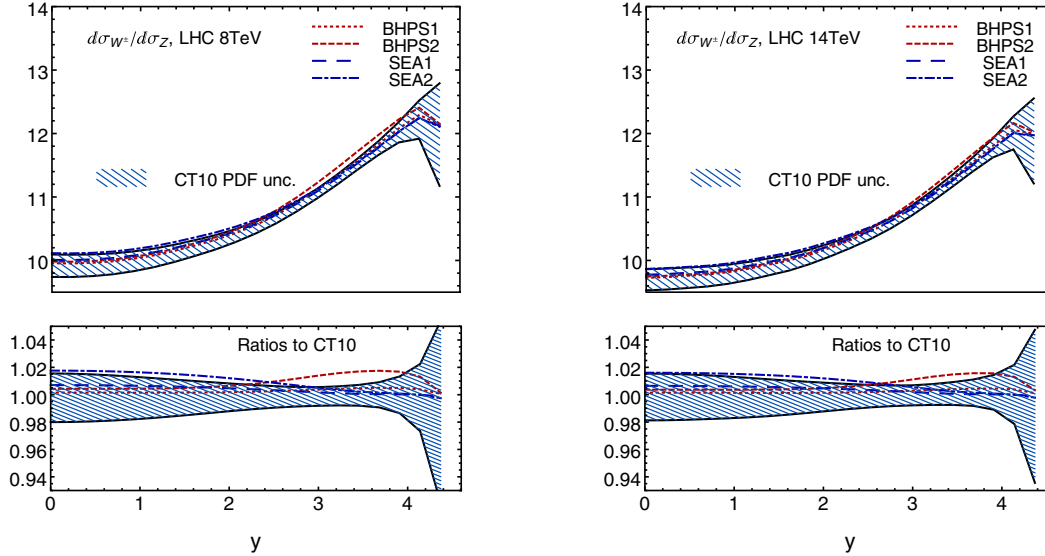 14
13
12
11
10
dσ_W±/dσ_Z, LHC 8TeV
BHPS1
BHPS2
SEA1
SEA2
CT10 PDF unc.
1.04
1.02
1.00
0.98
0.96
0.94
Ratios to CT10
0 1 2 3 4
y
14
13
12
11
10
dσ_W±/dσ_Z, LHC 14TeV
BHPS1
BHPS2
SEA1
SEA2
CT10 PDF unc.
1.04
1.02
1.00
0.98
0.96
0.94
Ratios to CT10
0 1 2 3 4
y